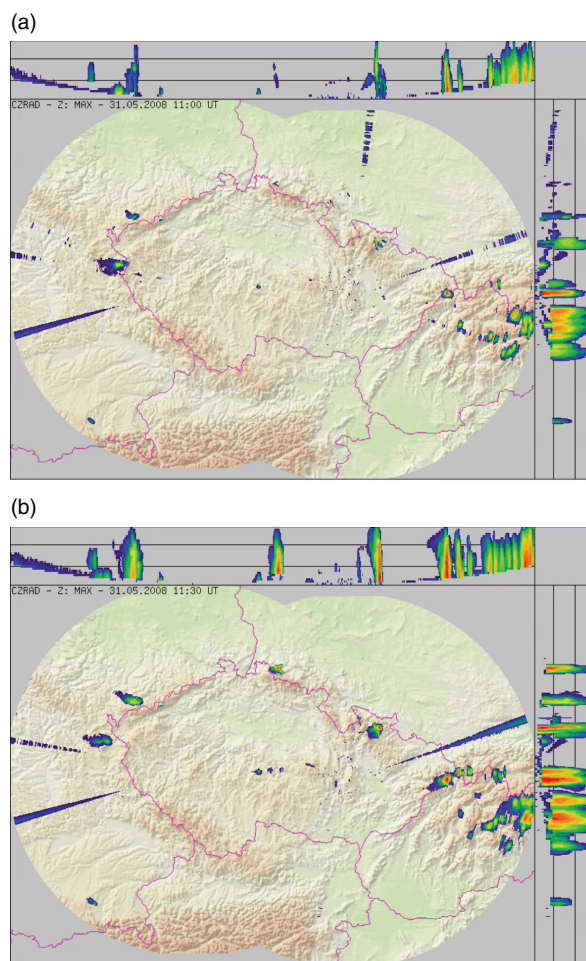 (a)
CZRAD - Z: MAX - 31.05.2008 11:00 UT
(b)
CZRAD - Z: MAX - 31.05.2008 11:30 UT